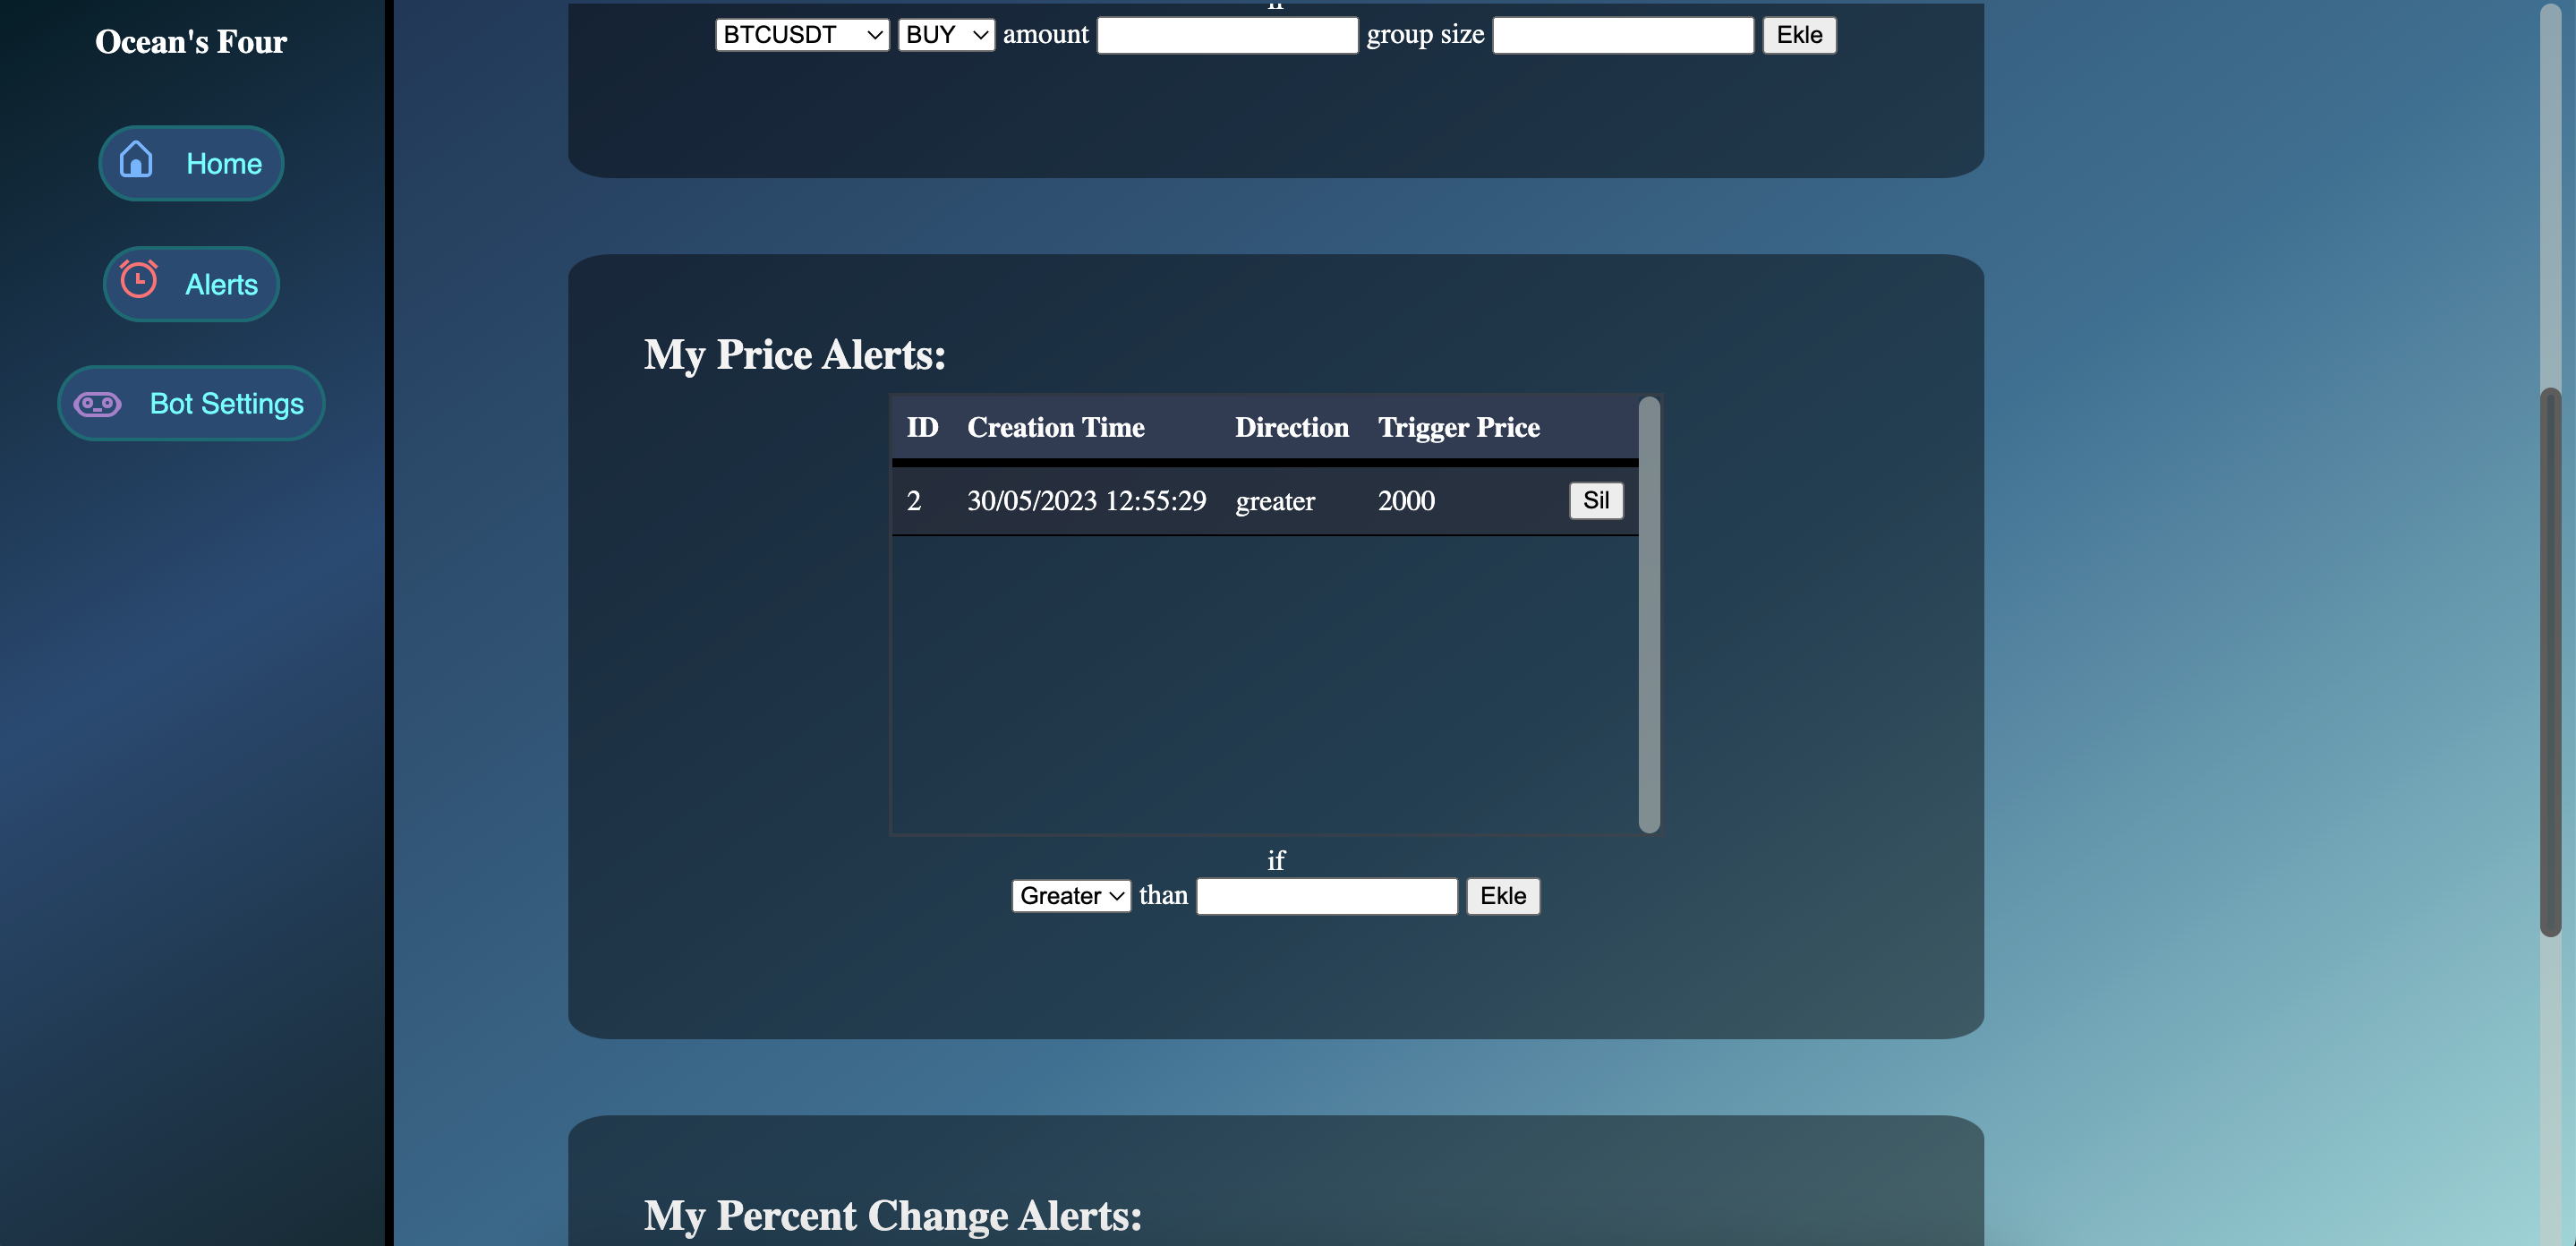 Ocean's Four
Home
Alerts
Bot Settings
BTCUSDT BUY amount group size Ekle
My Price Alerts:
ID Creation Time Direction Trigger Price
2 30/05/2023 12:55:29 greater 2000 Sil
if
Greater than Ekle
My Percent Change Alerts: